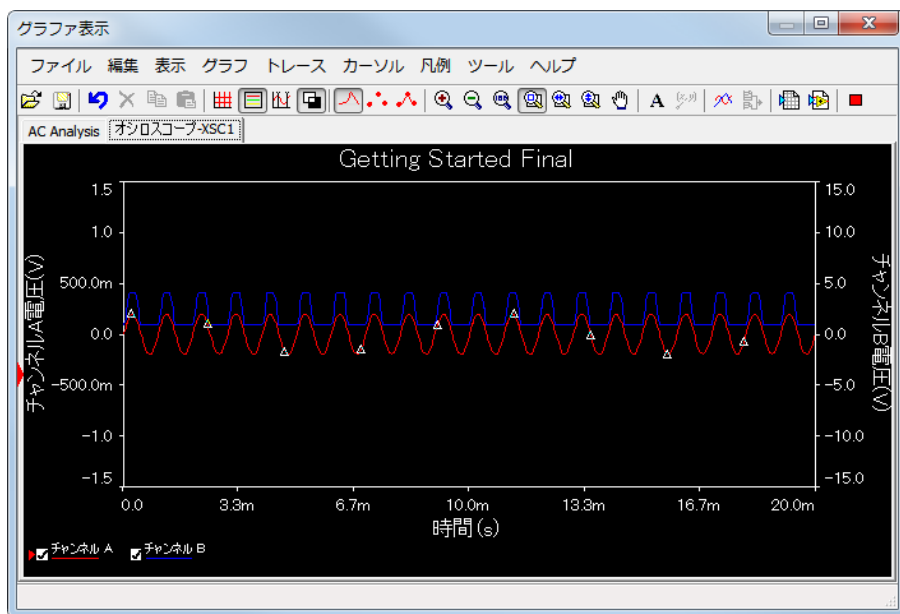 グラファ表示
ファイル 編集 表示 グラフ トレース カーソル 凡例 ツール ヘルプ
A (x,y)
AC Analysis オシロスコープ-XSC1
Getting Started Final
1.5
1.0
500.0m
0.0
-500.0m
-1.0
-1.5
チャンネルA電圧(V)
15.0
10.0
5.0
0.0
-5.0
-10.0
-15.0
チャンネルB電圧(V)
0.0 3.3m 6.7m 10.0m 13.3m 16.7m 20.0m
時間(s)
チャンネル A チャンネル B